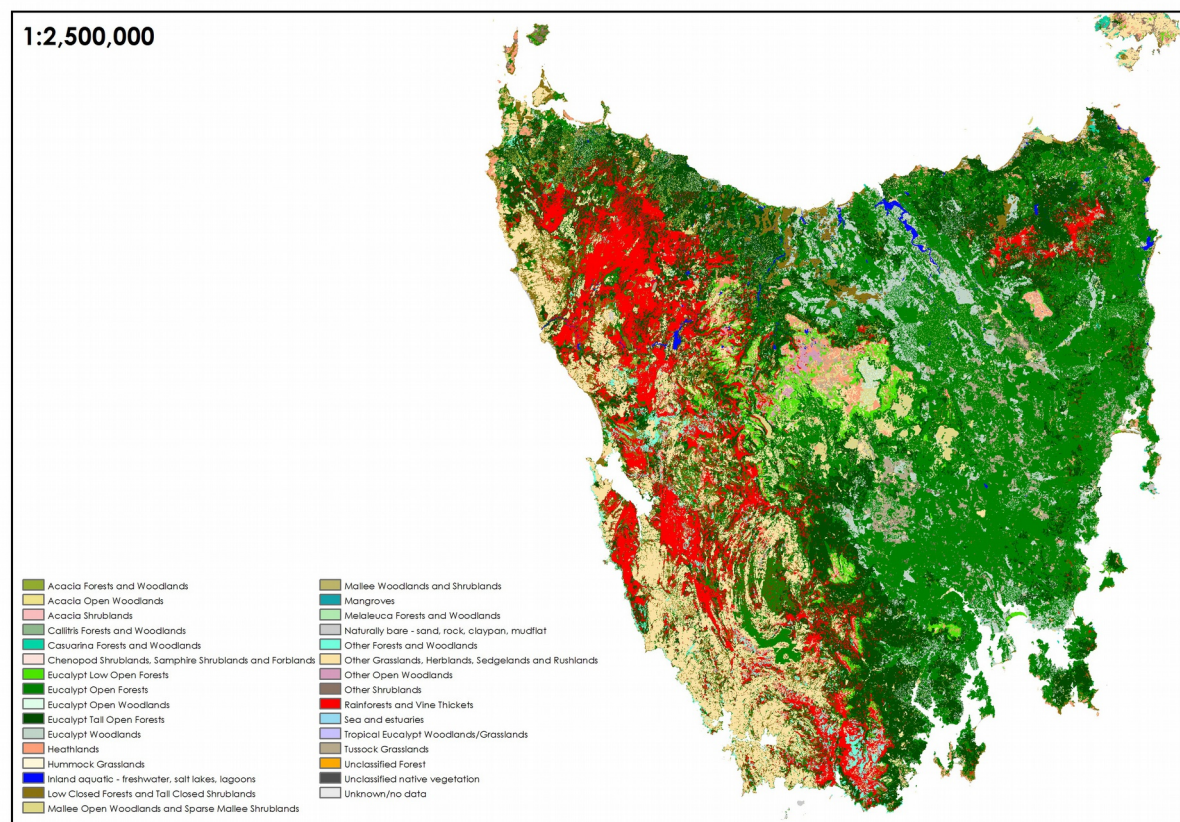 1:2,500,000
Acacia Forests and Woodlands
Acacia Open Woodlands
Acacia Shrublands
Callitris Forests and Woodlands
Casuarina Forests and Woodlands
Chenopod Shrublands, Samphire Shrublands and Forblands
Eucalypt Low Open Forests
Eucalypt Open Forests
Eucalypt Open Woodlands
Eucalypt Tall Open Forests
Eucalypt Woodlands
Heathlands
Hummock Grasslands
Inland aquatic - freshwater, salt lakes, lagoons
Low Closed Forests and Tall Closed Shrublands
Mallee Open Woodlands and Sparse Mallee Shrublands
Mallee Woodlands and Shrublands
Mangroves
Melaleuca Forests and Woodlands
Naturally bare - sand, rock, claypan, mudflat
Other Forests and Woodlands
Other Grasslands, Herblands, Sedgelands and Rushlands
Other Open Woodlands
Other Shrublands
Rainforests and Vine Thickets
Sea and estuaries
Tropical Eucalypt Woodlands/Grasslands
Tussock Grasslands
Unclassified Forest
Unclassified native vegetation
Unknown/no data